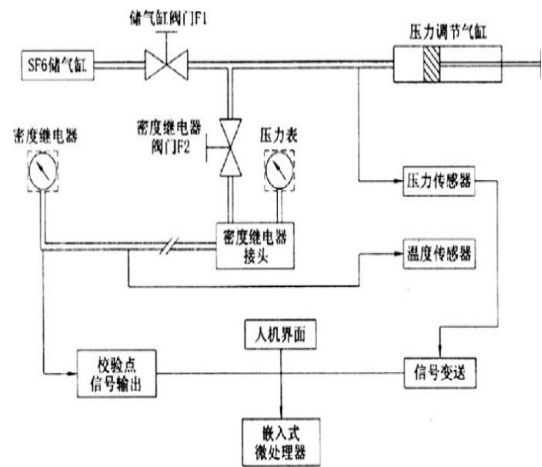 储气缸阀门F1
压力调节气缸
SF6储气缸
密度继电器
密度继电器
阀门F2
压力表
压力传感器
密度继电器
接头
温度传感器
人机界面
校验点
信号输出
信号变送
嵌入式
微处理器